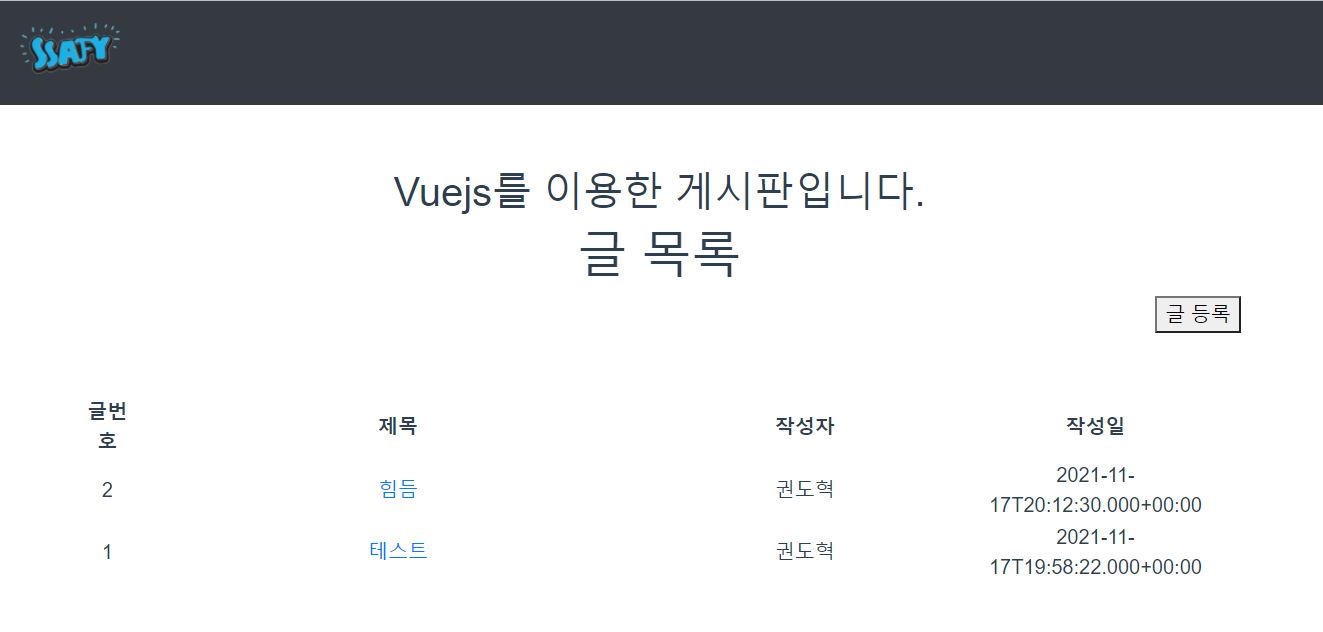 SSAFY
Vuejs를 이용한 게시판입니다.
글 목록
글 등록
글번
호
제목
작성자
작성일
2
힘듬
권도혁
2021-11-
17T20:12:30.000+00:00
1
테스트
권도혁
2021-11-
17T19:58:22.000+00:00